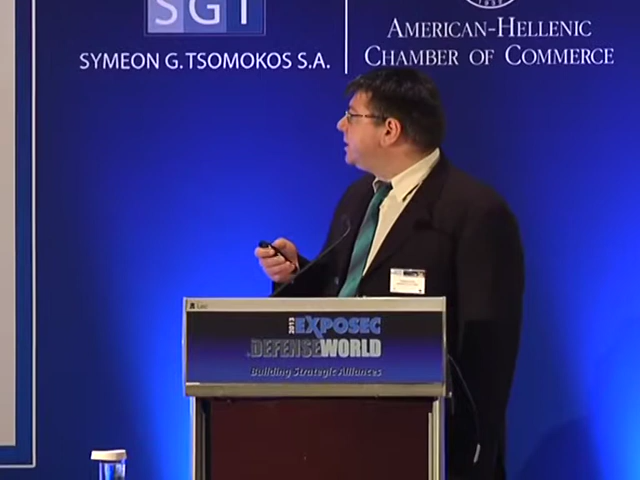 SGT
SYMEON G. TSOMOKOS S.A.
AMERICAN-HELLENIC
CHAMBER OF COMMERCE
2013 EXPOSEC
DEFENSEWORLD
Building Strategic Alliances